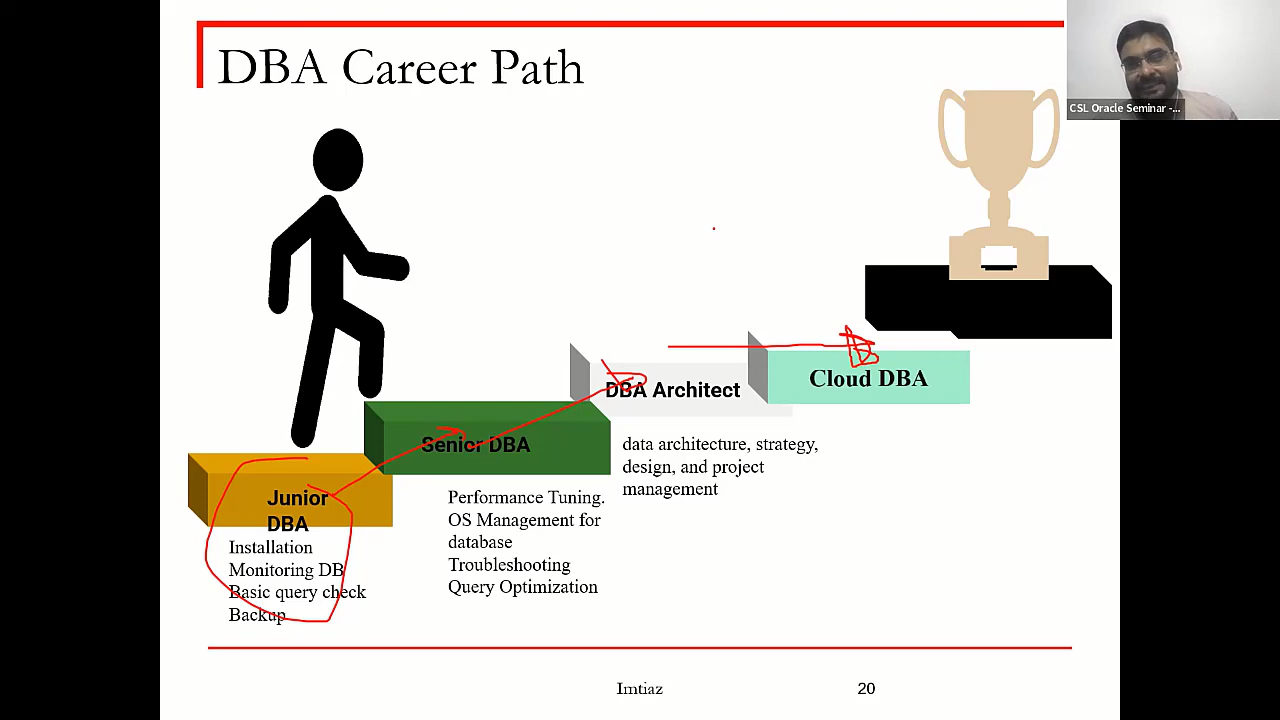 DBA Career Path
CSL Oracle Seminar -...
Junior
DBA
Installation
Monitoring DB
Basic query check
Backup
Senior DBA
Performance Tuning.
OS Management for
database
Troubleshooting
Query Optimization
DBA Architect
data architecture, strategy,
design, and project
management
Cloud DBA
Imtiaz
20